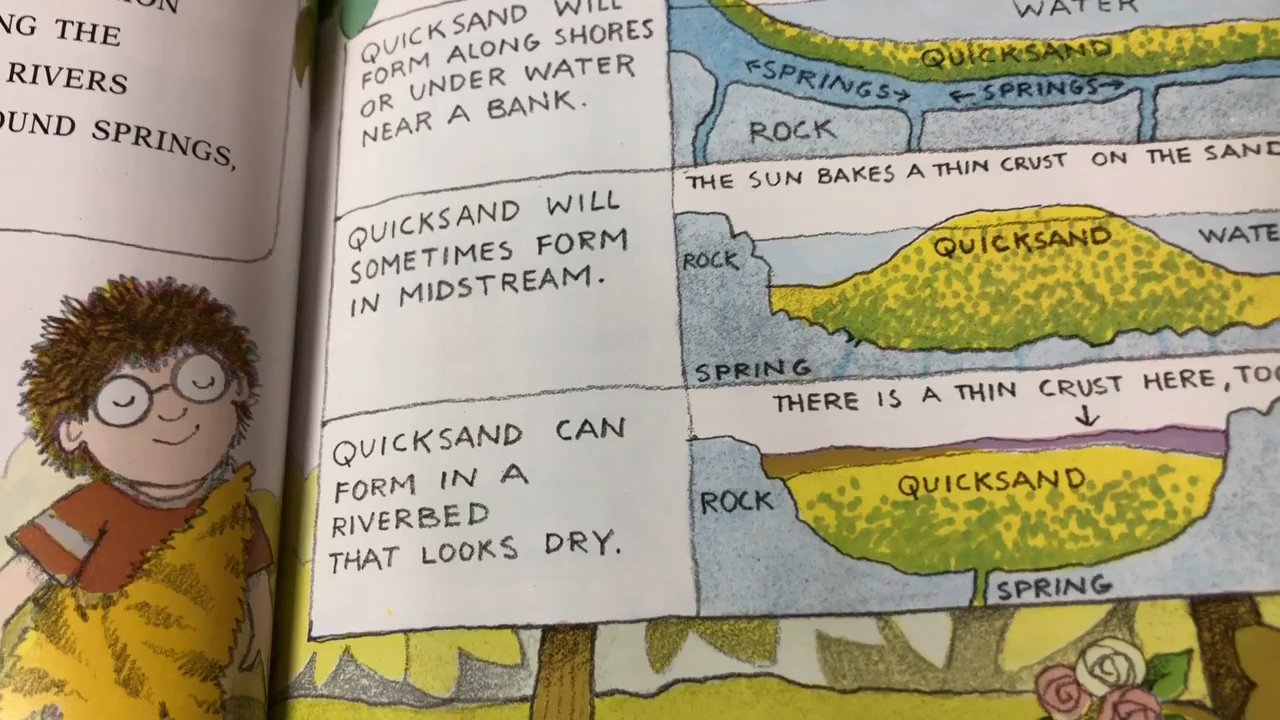 NG THE
RIVERS
OUND SPRINGS,
QUICKSAND WILL
FORM ALONG SHORES
OR UNDER WATER
NEAR A BANK.
WATER
QUICKSAND
SPRINGS
SPRINGS
ROCK
QUICKSAND WILL
SOMETIMES FORM
IN MIDSTREAM.
THE SUN BAKES A THIN CRUST ON THE SAND
QUICKSAND
WATE
ROCK
SPRING
QUICKSAND CAN
FORM IN A
RIVERBED
THAT LOOKS DRY.
THERE IS A THIN CRUST HERE, TOO
QUICKSAND
ROCK
SPRING